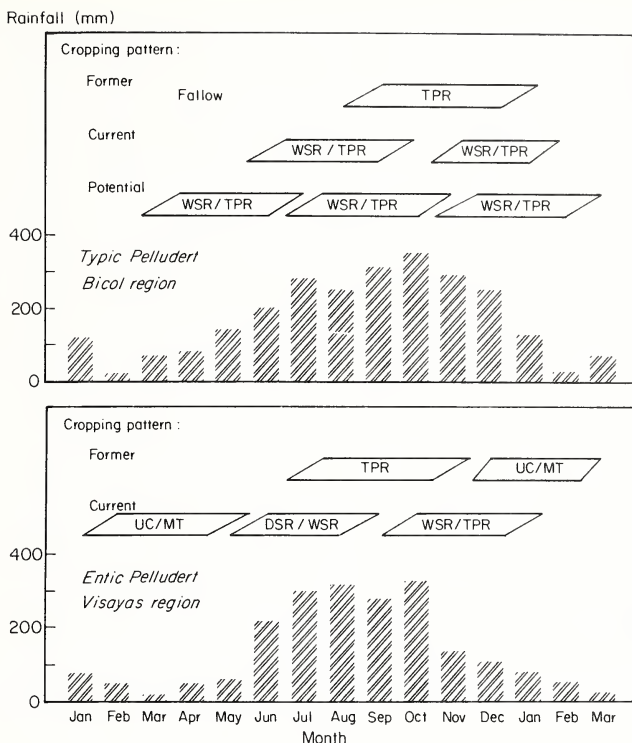 Rainfall (mm)
Cropping pattern :
Former
Fallow
TPR
Current
WSR / TPR
WSR/TPR
Potential
WSR/TPR
WSR/TPR
WSR/TPR
400
Typic Pelludert
Bicol region
200
0
Cropping pattern :
Former
TPR
UC/MT
Current
UC/MT
DSR / WSR
WSR/TPR
400
Entic Pelludert
Visayas region
200
0
Jan Feb Mar Apr May Jun Jul Aug Sep Oct Nov Dec Jan Feb Mar
Month